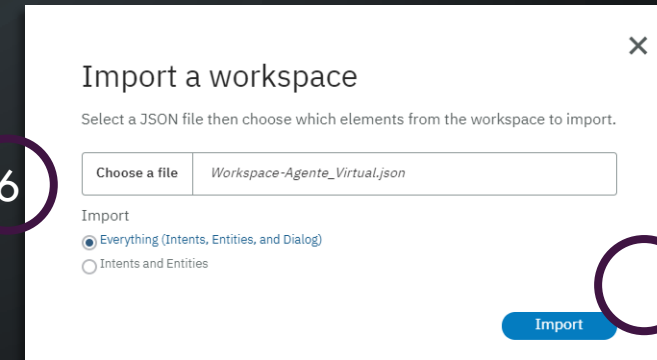 Import a workspace
Select a JSON file then choose which elements from the workspace to import.
6
Choose a file Workspace-Agente_Virtual.json
Import
Everything (Intents, Entities, and Dialog)
Intents and Entities
Import